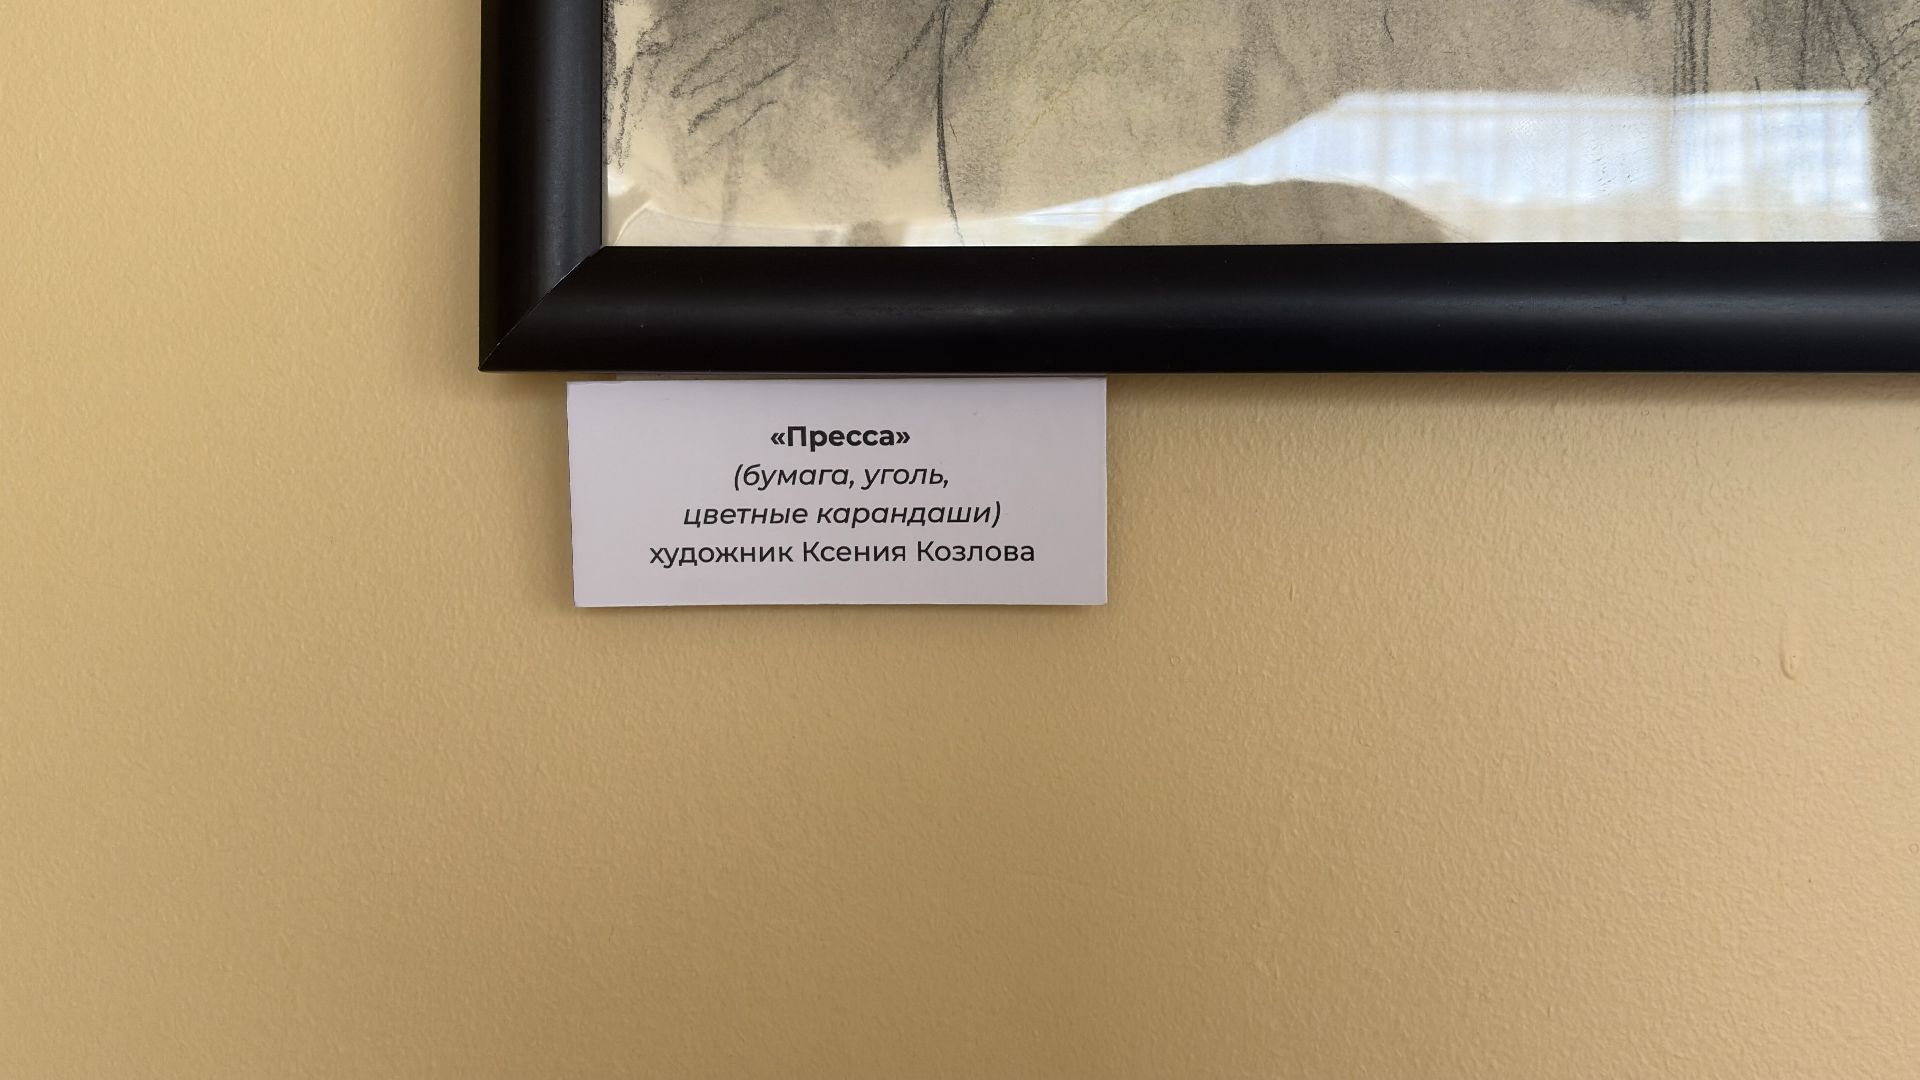 «Пресса»
(бумага, уголь,
цветные карандаши)
художник Ксения Козлова